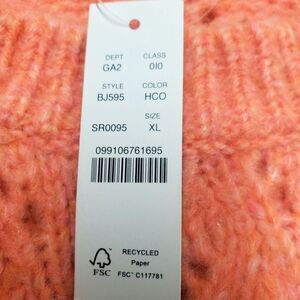 DEPT CLASS
GA2 010
STYLE COLOR
BJ595 HCO
SIZE
SR0095 XL
099106761695
RECYCLED
Paper
FSC
FSC® C117781